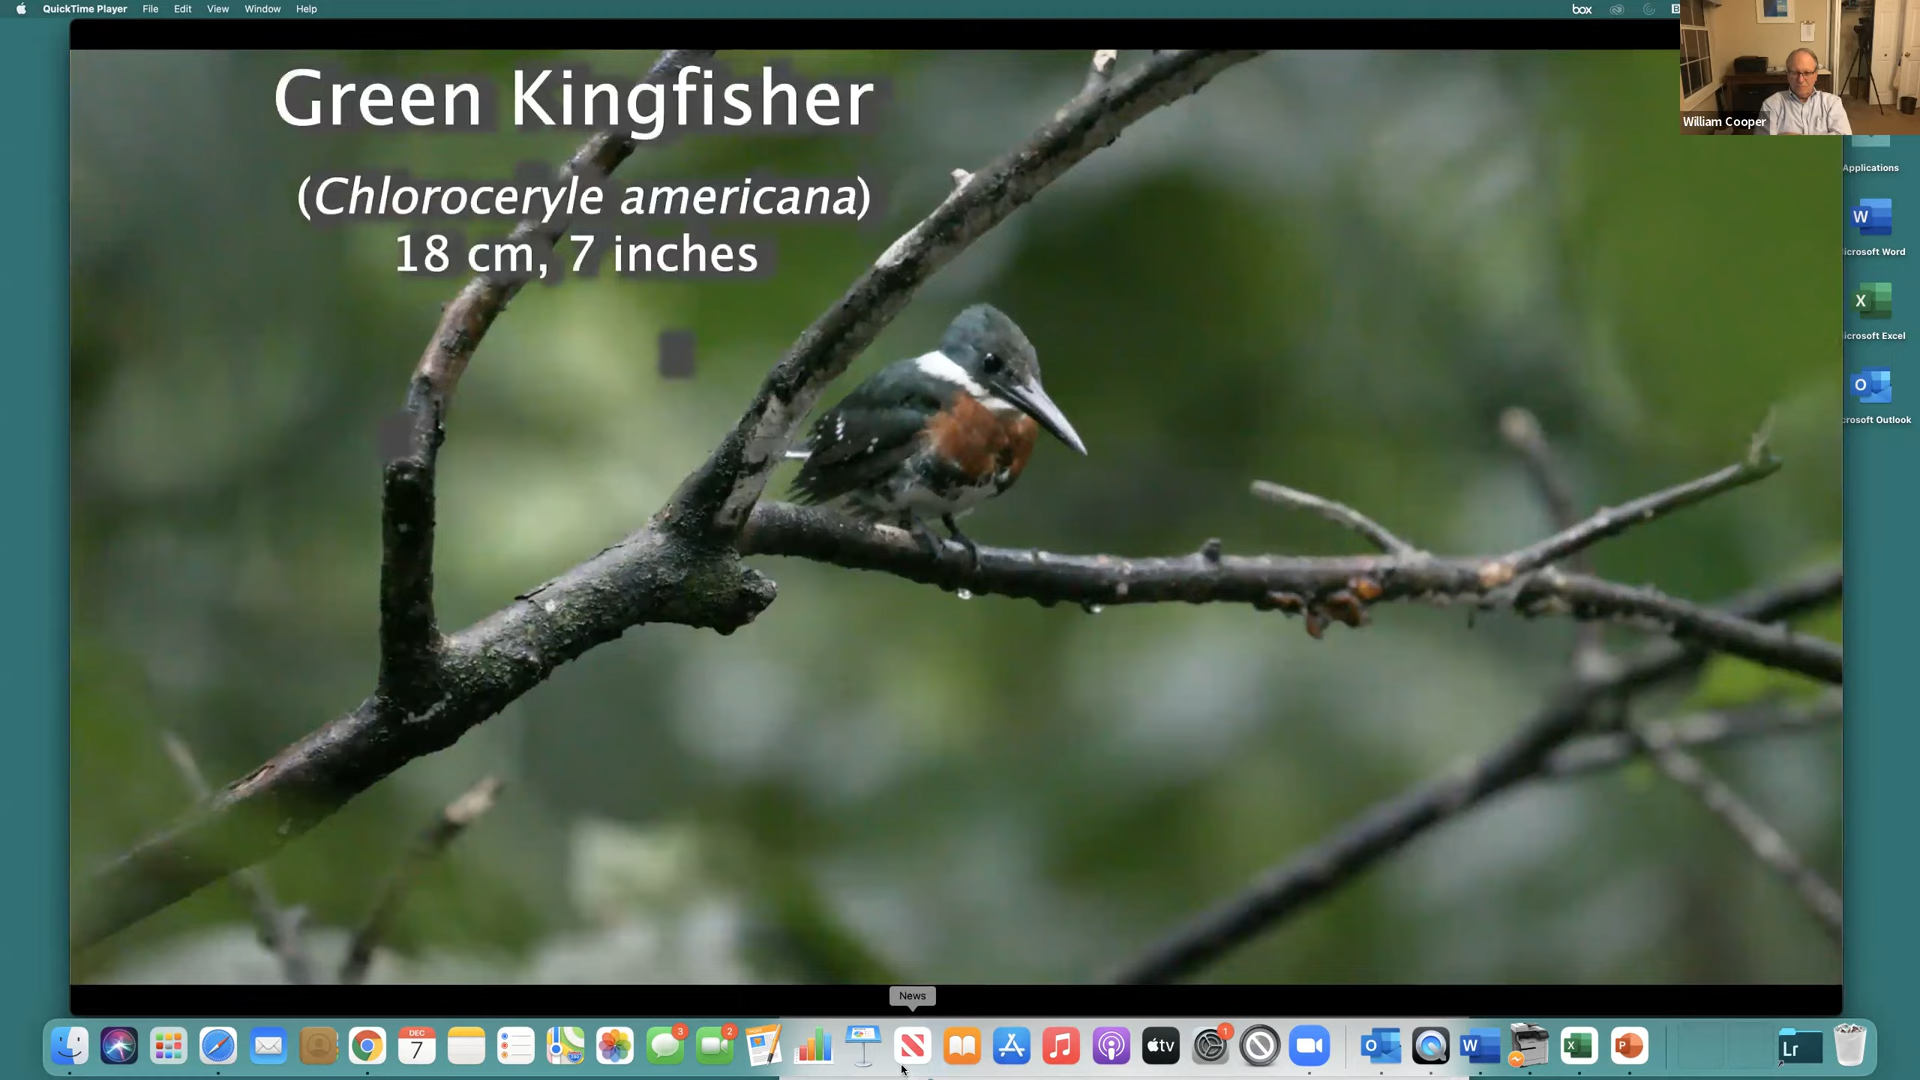 QuickTime Player File Edit View Window Help
box
Green Kingfisher
(Chloroceryle americana)
18 cm, 7 inches
William Cooper
Applications
W
icrosoft Word
X
icrosoft Excel
O
crosoft Outlook
News
3
2
DEC
7
tv
1
O
W
X
P
Lr